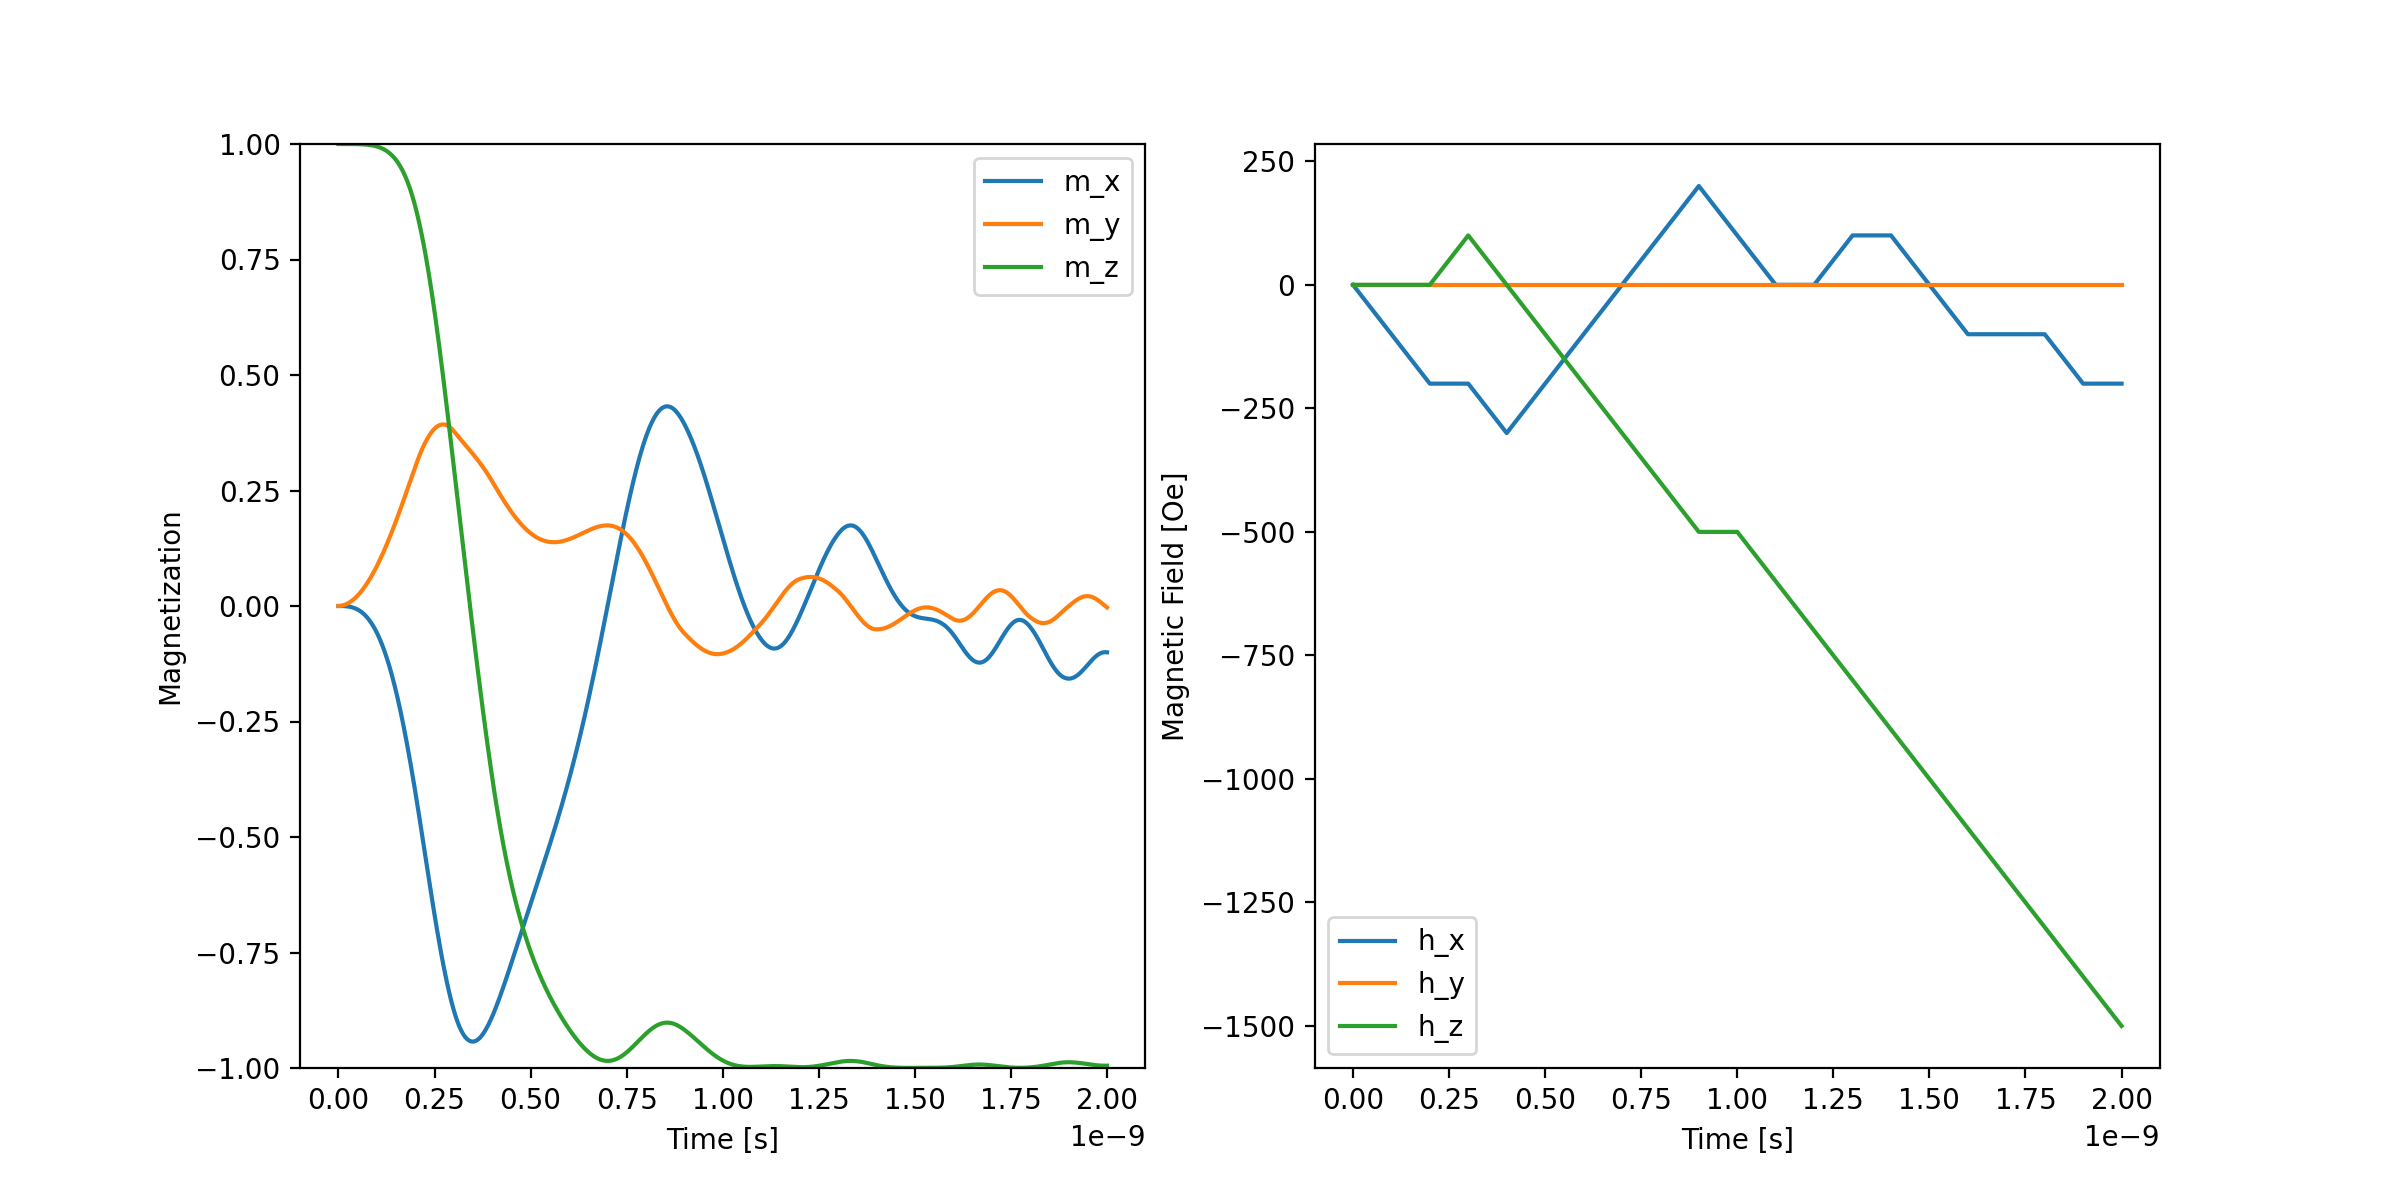 1.00
0.75
0.50
0.25
0.00
−0.25
−0.50
−0.75
−1.00
Magnetization
m_x
m_y
m_z
0.00 0.25 0.50 0.75 1.00 1.25 1.50 1.75 2.00
Time [s]
1e−9
250
0
−250
−500
−750
−1000
−1250
−1500
Magnetic Field [Oe]
h_x
h_y
h_z
0.00 0.25 0.50 0.75 1.00 1.25 1.50 1.75 2.00
Time [s]
1e−9